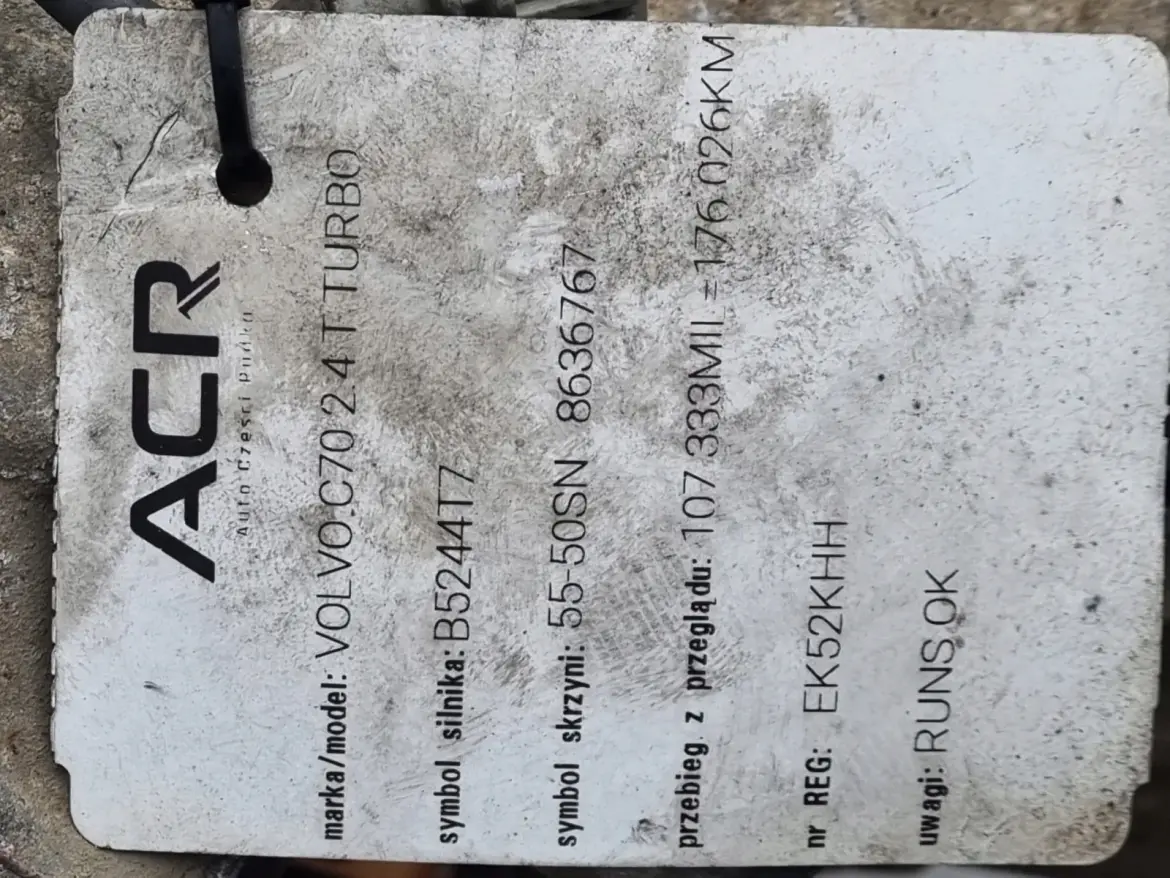 ACR
Auto Części Pudło
marka/model: VOLVO.C70 2.4 T TURBO
symbol silnika: B5244T7
symbol skrzyni: 55-50SN 8636767
przebieg. z przeglądu: 107 333MIL = 176.026KM
nr REG: EK52KHH
uwagi: RUNS.OK